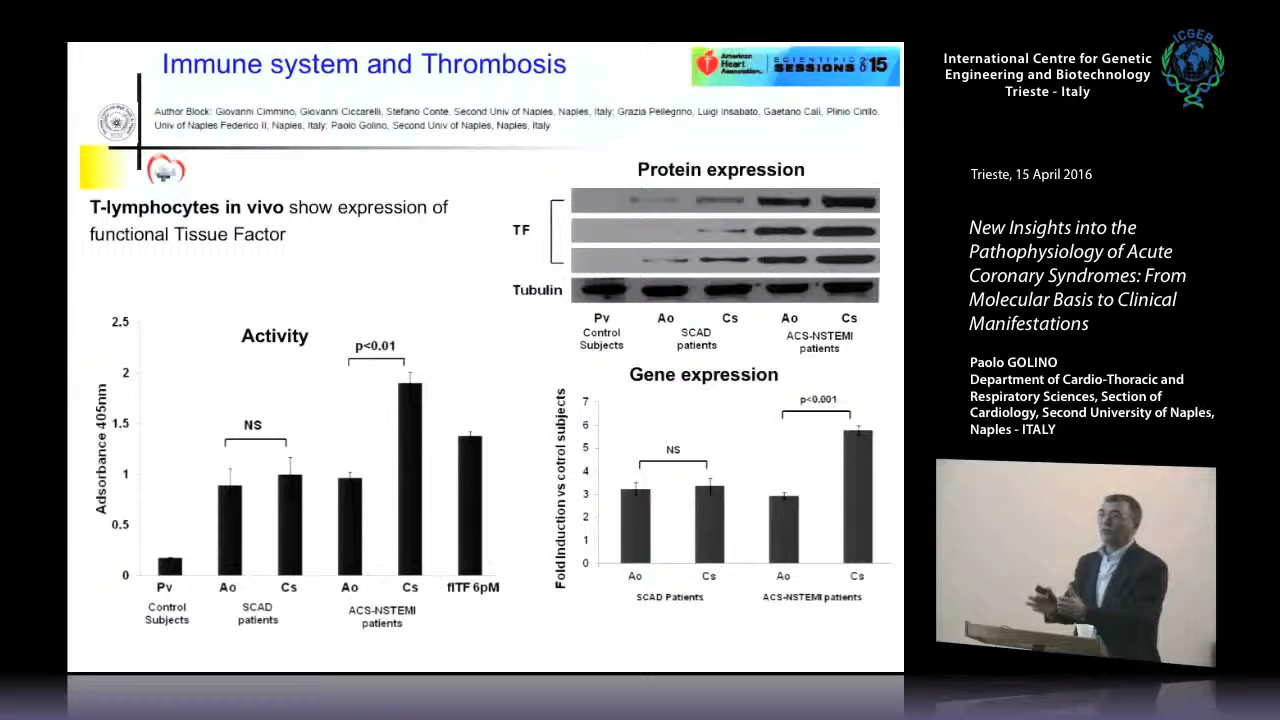 Immune system and Thrombosis
American
Heart
Association.
SCIENTIFIC
SESSIONS 2015
Author Block: Giovanni Cimmino, Giovanni Ciccarelli, Stefano Conte, Second Univ of Naples, Naples, Italy; Grazia Pellegrino, Luigi Insabato, Gaetano Calì, Plinio Cirillo,
Univ of Naples Federico II, Naples, Italy; Paolo Golino, Second Univ of Naples, Naples, Italy
T-lymphocytes in vivo show expression of
functional Tissue Factor
Protein expression
TF
Tubulin
Pv Ao Cs Ao Cs
Control
Subjects
SCAD
patients
ACS-NSTEMI
patients
Activity
Adsorbance 405nm
2.5
2
1.5
1
0.5
0
NS
p<0.01
Pv Ao Cs Ao Cs flTF 6pM
Control
Subjects
SCAD
patients
ACS-NSTEMI
patients
Gene expression
Fold Induction vs cotrol subjects
7
6
5
4
3
2
1
0
NS
p<0.001
Ao Cs Ao Cs
SCAD Patients
ACS-NSTEMI patients
International Centre for Genetic
Engineering and Biotechnology
Trieste - Italy
ICGEB
Trieste, 15 April 2016
New Insights into the
Pathophysiology of Acute
Coronary Syndromes: From
Molecular Basis to Clinical
Manifestations
Paolo GOLINO
Department of Cardio-Thoracic and
Respiratory Sciences, Section of
Cardiology, Second University of Naples,
Naples - ITALY